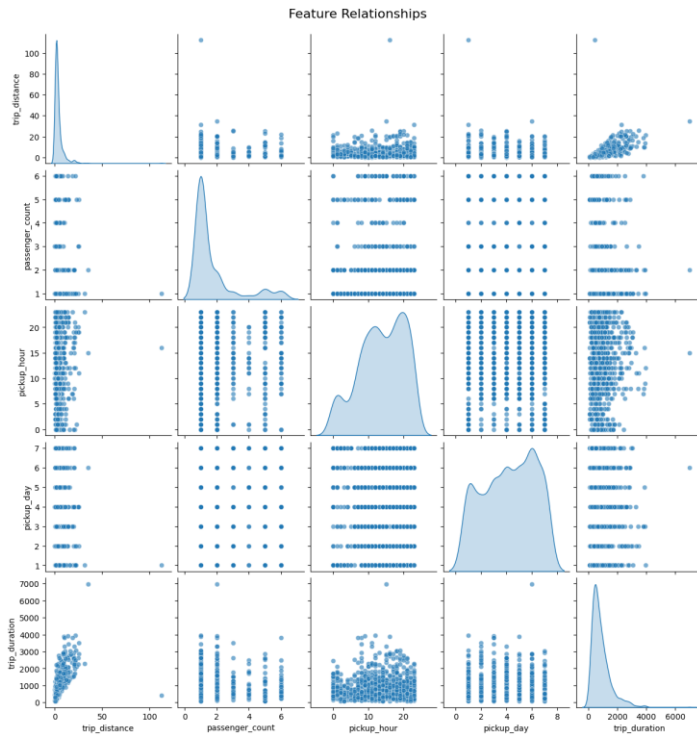 Feature Relationships
trip_distance
100
80
60
40
20
0
passenger_count
6
5
4
3
2
1
pickup_hour
20
15
10
5
0
pickup_day
7
6
5
4
3
2
1
trip_duration
7000
6000
5000
4000
3000
2000
1000
0
0 50 100
0 2 4 6
0 10 20
0 2 4 6 8
0 2000 4000 6000
trip_distance
passenger_count
pickup_hour
pickup_day
trip_duration